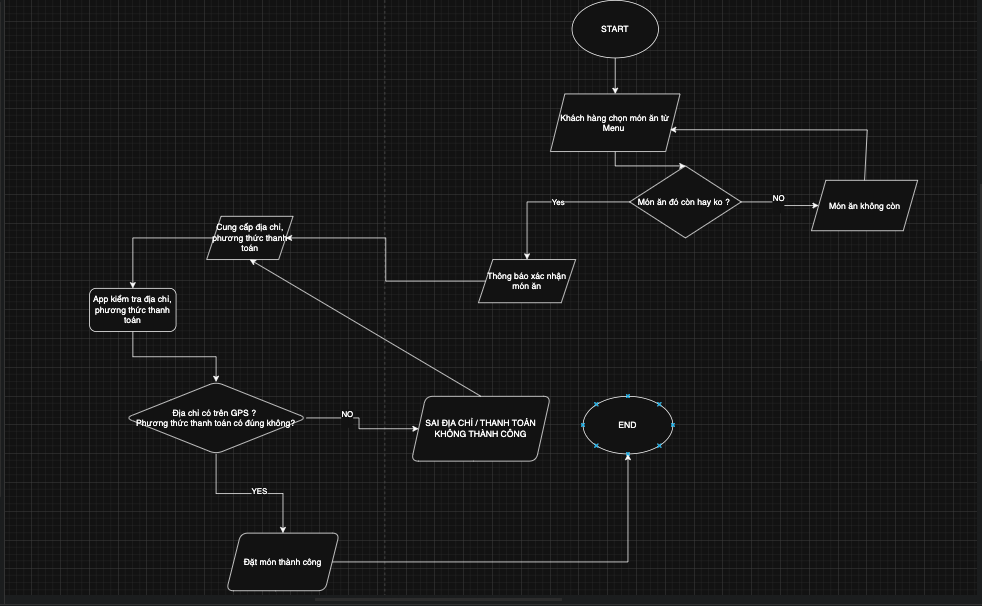 START
Khách hàng chọn món ăn từ
Menu
Món ăn đó còn hay ko ?
NO
Món ăn không còn
Yes
Thông báo xác nhận
món ăn
Cung cấp địa chỉ,
phương thức thanh
toán
App kiểm tra địa chỉ,
phương thức thanh
toán
Địa chỉ có trên GPS ?
Phương thức thanh toán có đúng không?
NO
SAI ĐỊA CHỈ / THANH TOÁN
KHÔNG THÀNH CÔNG
END
YES
Đặt món thành công